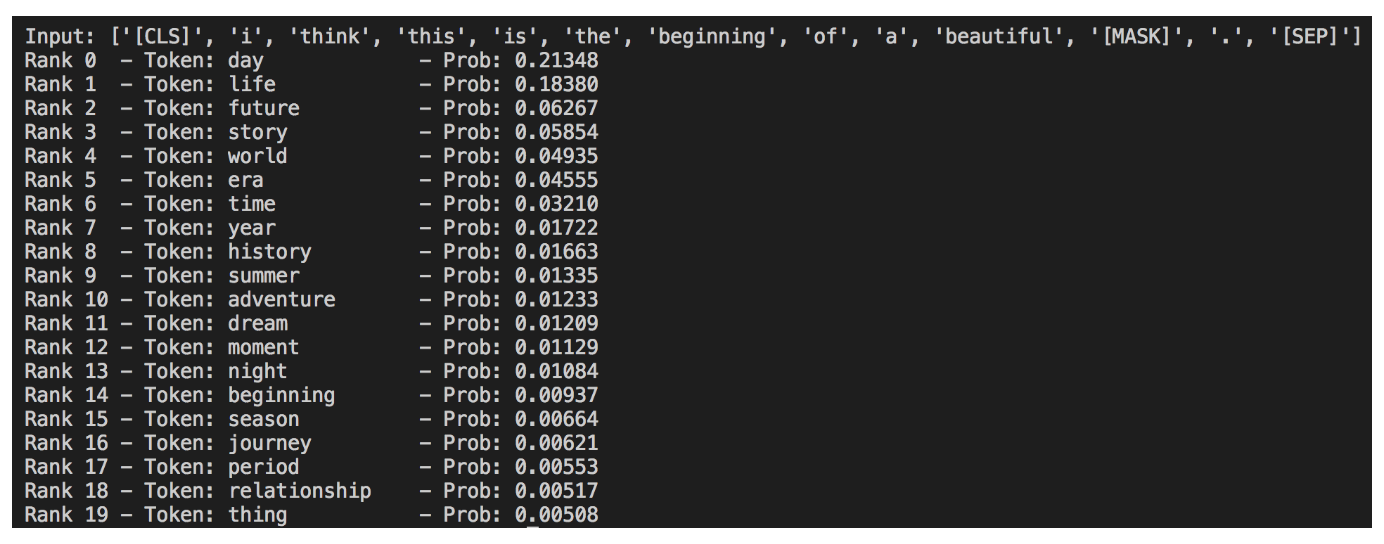 Input: ['[CLS]', 'i', 'think', 'this', 'is', 'the', 'beginning', 'of', 'a', 'beautiful', '[MASK]', '.', '[SEP]']
Rank 0  – Token: day             – Prob: 0.21348
Rank 1  – Token: life            – Prob: 0.18380
Rank 2  – Token: future          – Prob: 0.06267
Rank 3  – Token: story           – Prob: 0.05854
Rank 4  – Token: world           – Prob: 0.04935
Rank 5  – Token: era             – Prob: 0.04555
Rank 6  – Token: time            – Prob: 0.03210
Rank 7  – Token: year            – Prob: 0.01722
Rank 8  – Token: history         – Prob: 0.01663
Rank 9  – Token: summer          – Prob: 0.01335
Rank 10 – Token: adventure       – Prob: 0.01233
Rank 11 – Token: dream           – Prob: 0.01209
Rank 12 – Token: moment          – Prob: 0.01129
Rank 13 – Token: night           – Prob: 0.01084
Rank 14 – Token: beginning       – Prob: 0.00937
Rank 15 – Token: season          – Prob: 0.00664
Rank 16 – Token: journey         – Prob: 0.00621
Rank 17 – Token: period          – Prob: 0.00553
Rank 18 – Token: relationship    – Prob: 0.00517
Rank 19 – Token: thing           – Prob: 0.00508